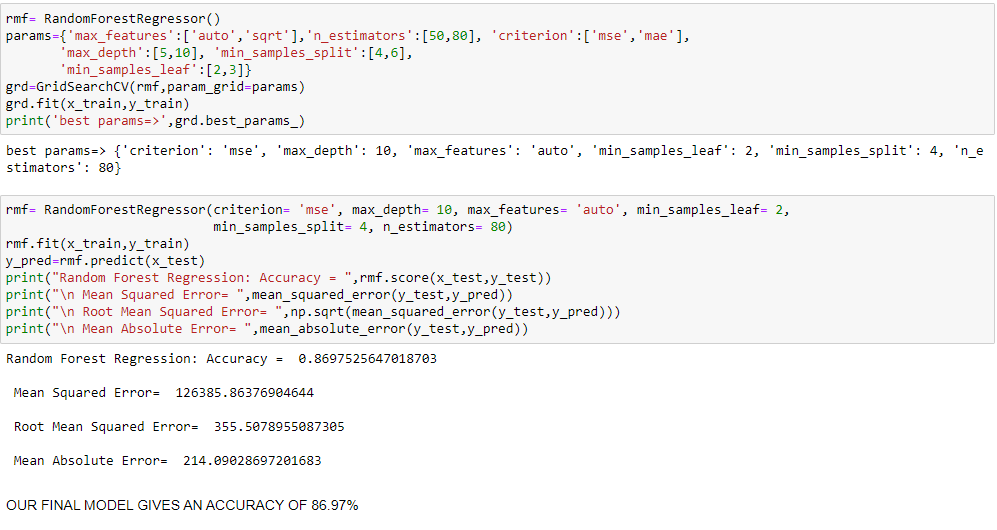 rmf= RandomForestRegressor()
params={'max_features':['auto','sqrt'],'n_estimators':[50,80], 'criterion':['mse','mae'],
'max_depth':[5,10], 'min_samples_split':[4,6],
'min_samples_leaf':[2,3]}
grd=GridSearchCV(rmf,param_grid=params)
grd.fit(x_train,y_train)
print('best params=>',grd.best_params_)
best params=> {'criterion': 'mse', 'max_depth': 10, 'max_features': 'auto', 'min_samples_leaf': 2, 'min_samples_split': 4, 'n_e
stimators': 80}
rmf= RandomForestRegressor(criterion= 'mse', max_depth= 10, max_features= 'auto', min_samples_leaf= 2,
min_samples_split= 4, n_estimators= 80)
rmf.fit(x_train,y_train)
y_pred=rmf.predict(x_test)
print("Random Forest Regression: Accuracy = ",rmf.score(x_test,y_test))
print("\n Mean Squared Error= ",mean_squared_error(y_test,y_pred))
print("\n Root Mean Squared Error= ",np.sqrt(mean_squared_error(y_test,y_pred)))
print("\n Mean Absolute Error= ",mean_absolute_error(y_test,y_pred))
Random Forest Regression: Accuracy =  0.8697525647018703
Mean Squared Error=  126385.86376904644
Root Mean Squared Error=  355.5078955087305
Mean Absolute Error=  214.09028697201683
OUR FINAL MODEL GIVES AN ACCURACY OF 86.97%